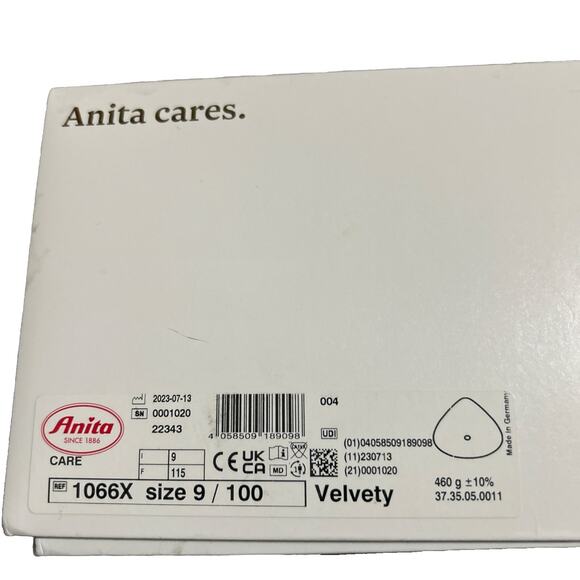 Anita cares.
2023-07-13
SN 0001020
22343
4 058509 189098
004
Anita
SINCE 1886
CARE
I 9
F 115
CE UK CA
MD
UDI
(01)04058509189098
(11)230713
(21)0001020
Made in Germany
460 g ±10%
37.35.05.0011
REF 1066X size 9 / 100 Velvety